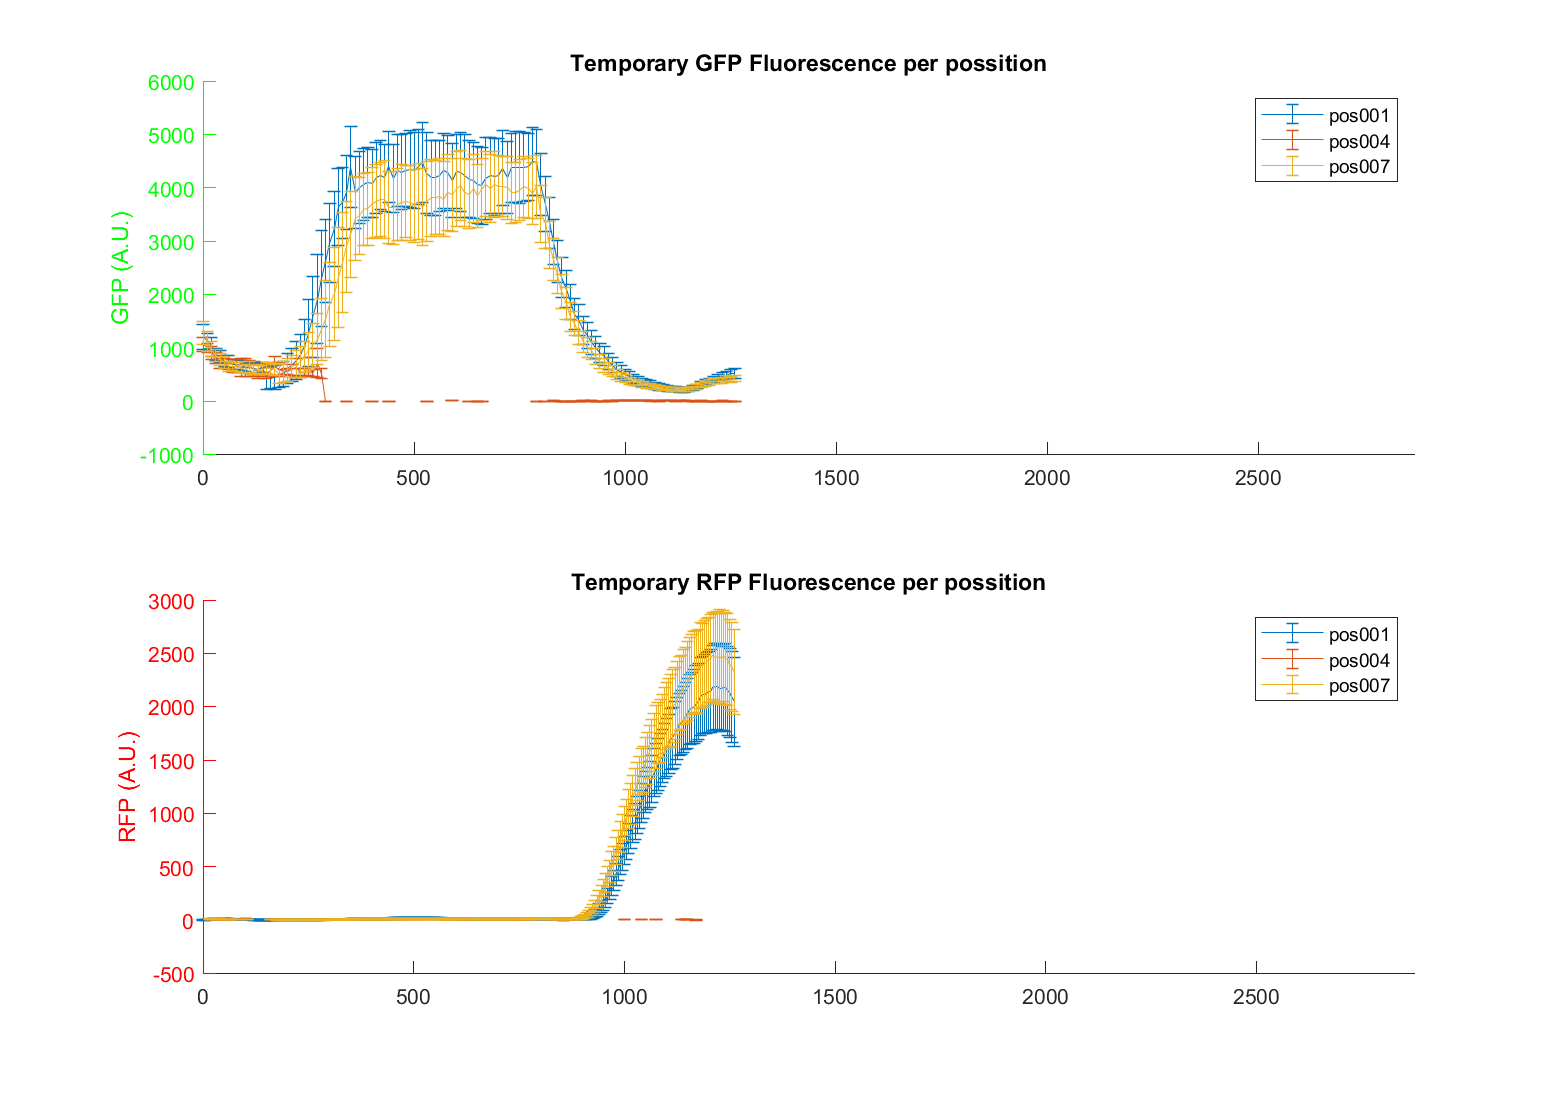 Temporary GFP Fluorescence per possition
6000
5000
4000
3000
2000
1000
0
-1000
GFP (A.U.)
0 500 1000 1500 2000 2500
pos001
pos004
pos007
Temporary RFP Fluorescence per possition
3000
2500
2000
1500
1000
500
0
-500
RFP (A.U.)
0 500 1000 1500 2000 2500
pos001
pos004
pos007